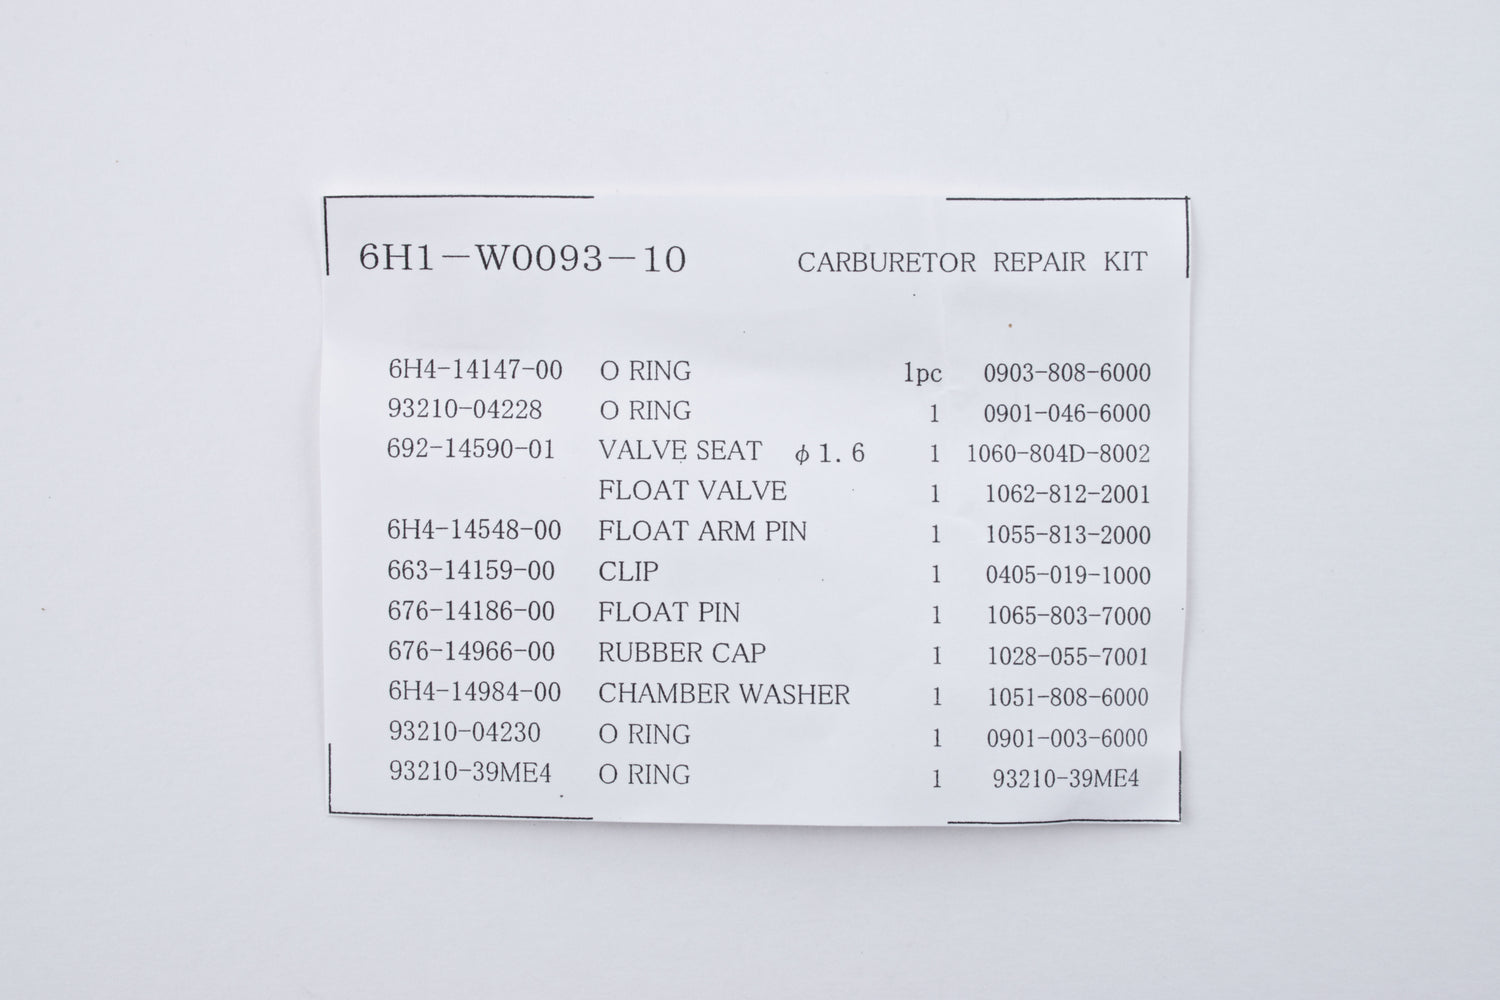 6H1-W0093-10 CARBURETOR REPAIR KIT
6H4-14147-00 O RING 1pc 0903-808-6000
93210-04228 O RING 1 0901-046-6000
692-14590-01 VALVE SEAT φ1.6 1 1060-804D-8002
FLOAT VALVE 1 1062-812-2001
6H4-14548-00 FLOAT ARM PIN 1 1055-813-2000
663-14159-00 CLIP 1 0405-019-1000
676-14186-00 FLOAT PIN 1 1065-803-7000
676-14966-00 RUBBER CAP 1 1028-055-7001
6H4-14984-00 CHAMBER WASHER 1 1051-808-6000
93210-04230 O RING 1 0901-003-6000
93210-39ME4 O RING 1 93210-39ME4